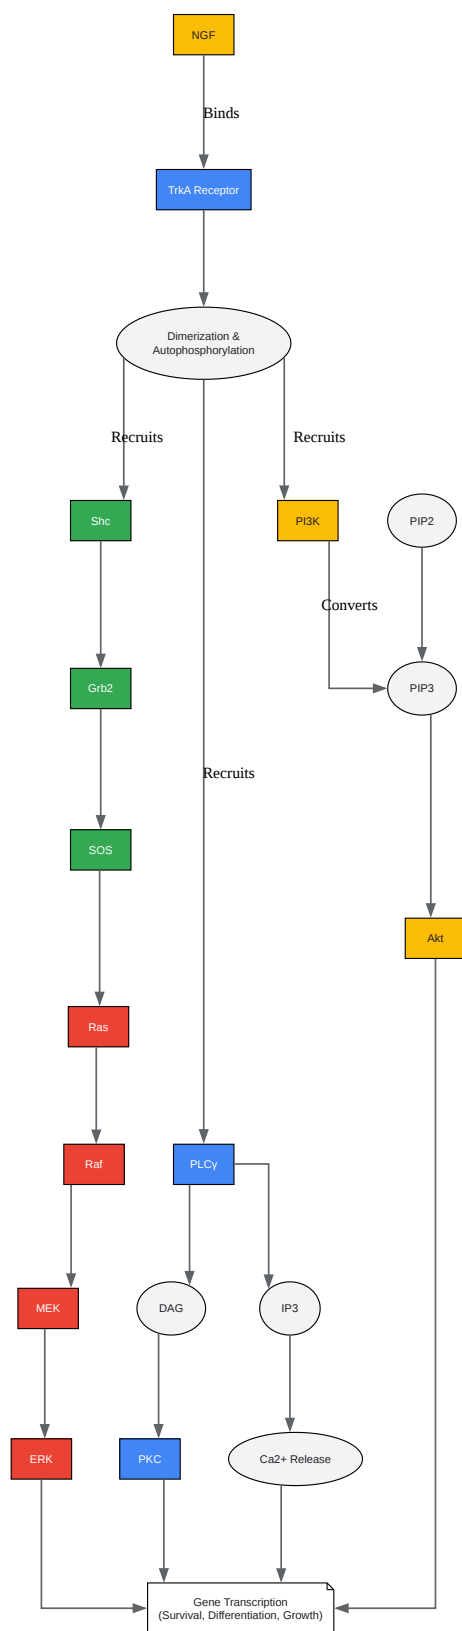 NGF
Binds
TrkA Receptor
Dimerization &
Autophosphorylation
Recruits
Recruits
Shc
PI3K
PIP2
Converts
Grb2
PIP3
Recruits
SOS
Akt
Ras
Raf
PLCγ
MEK
DAG
IP3
ERK
PKC
Ca2+ Release
Gene Transcription
(Survival, Differentiation, Growth)